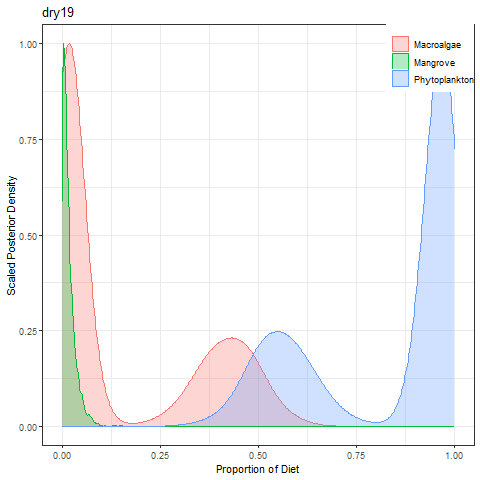 dry19
Macroalgae
Mangrove
Phytoplankton
1.00
0.75
0.50
0.25
0.00
Scaled Posterior Density
0.00 0.25 0.50 0.75 1.00
Proportion of Diet